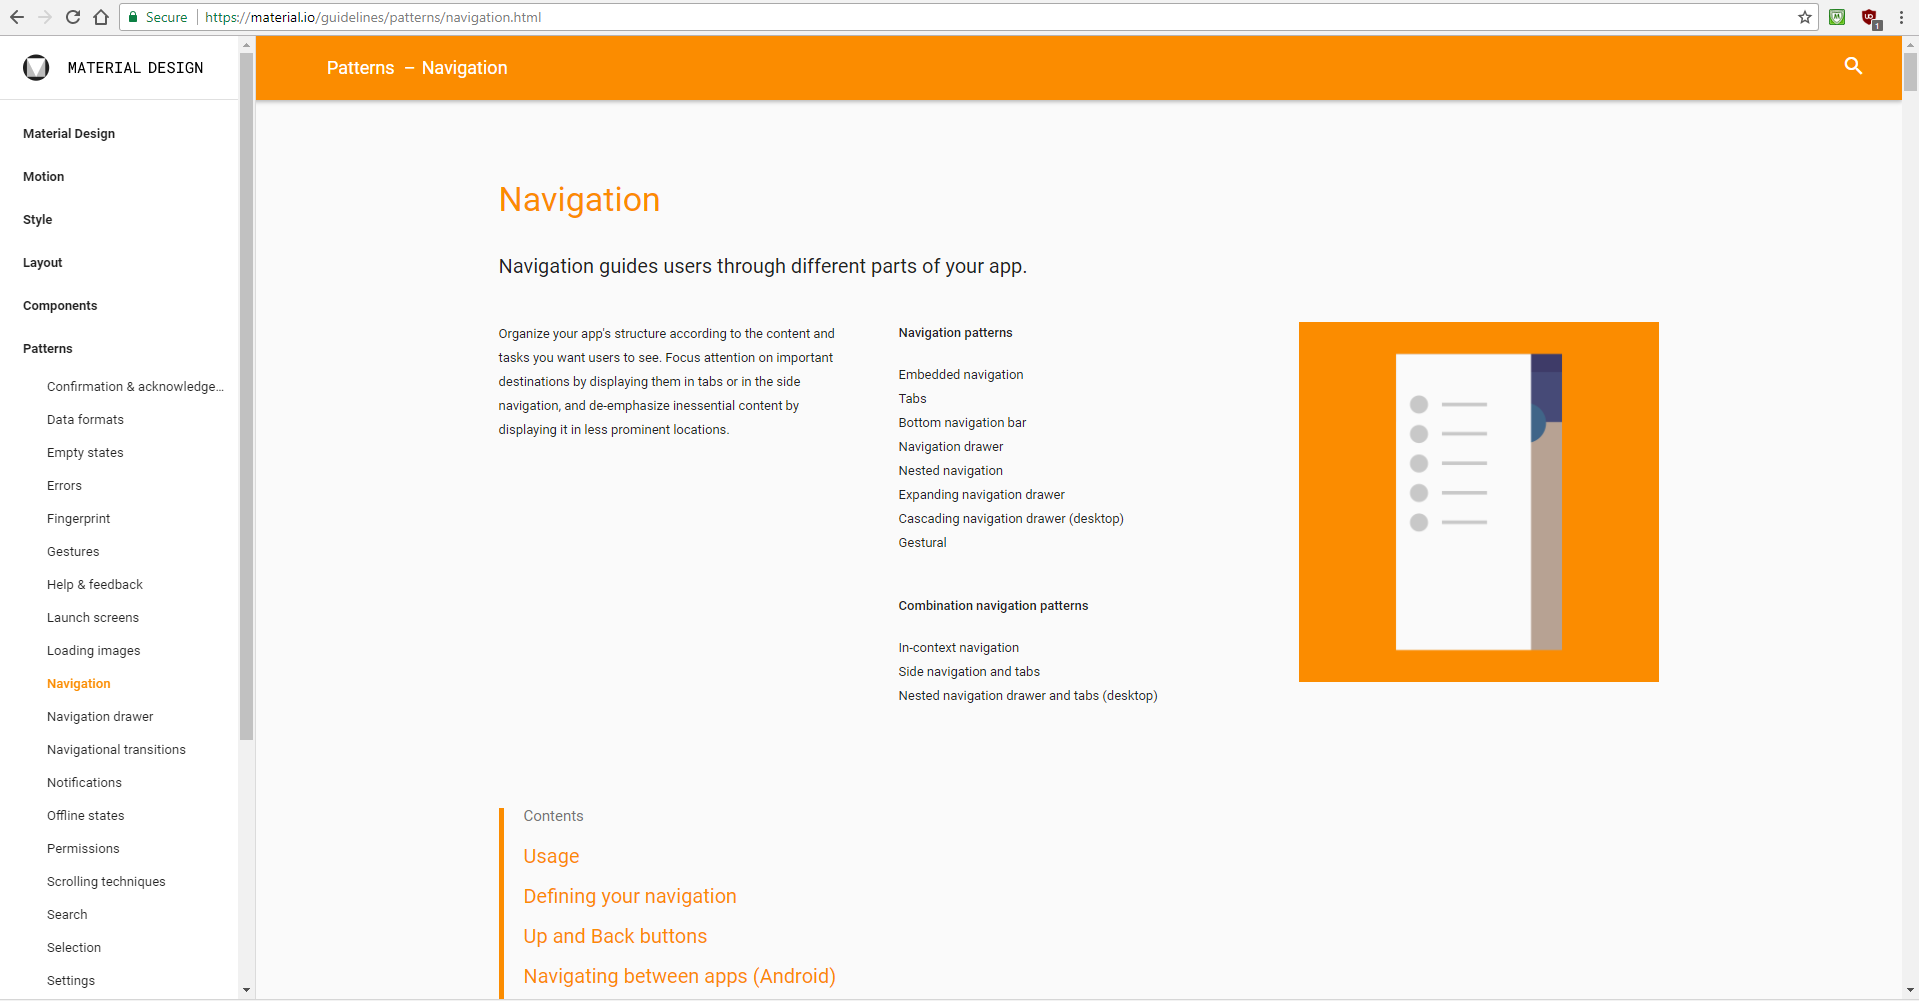 Secure
https://material.io/guidelines/patterns/navigation.html
1
MATERIAL DESIGN
Patterns – Navigation
Material Design
Motion
Style
Layout
Components
Patterns
Confirmation & acknowledge...
Data formats
Empty states
Errors
Fingerprint
Gestures
Help & feedback
Launch screens
Loading images
Navigation
Navigation drawer
Navigational transitions
Notifications
Offline states
Permissions
Scrolling techniques
Search
Selection
Settings
Navigation
Navigation guides users through different parts of your app.
Organize your app's structure according to the content and
tasks you want users to see. Focus attention on important
destinations by displaying them in tabs or in the side
navigation, and de-emphasize inessential content by
displaying it in less prominent locations.
Navigation patterns
Embedded navigation
Tabs
Bottom navigation bar
Navigation drawer
Nested navigation
Expanding navigation drawer
Cascading navigation drawer (desktop)
Gestural
Combination navigation patterns
In-context navigation
Side navigation and tabs
Nested navigation drawer and tabs (desktop)
Contents
Usage
Defining your navigation
Up and Back buttons
Navigating between apps (Android)